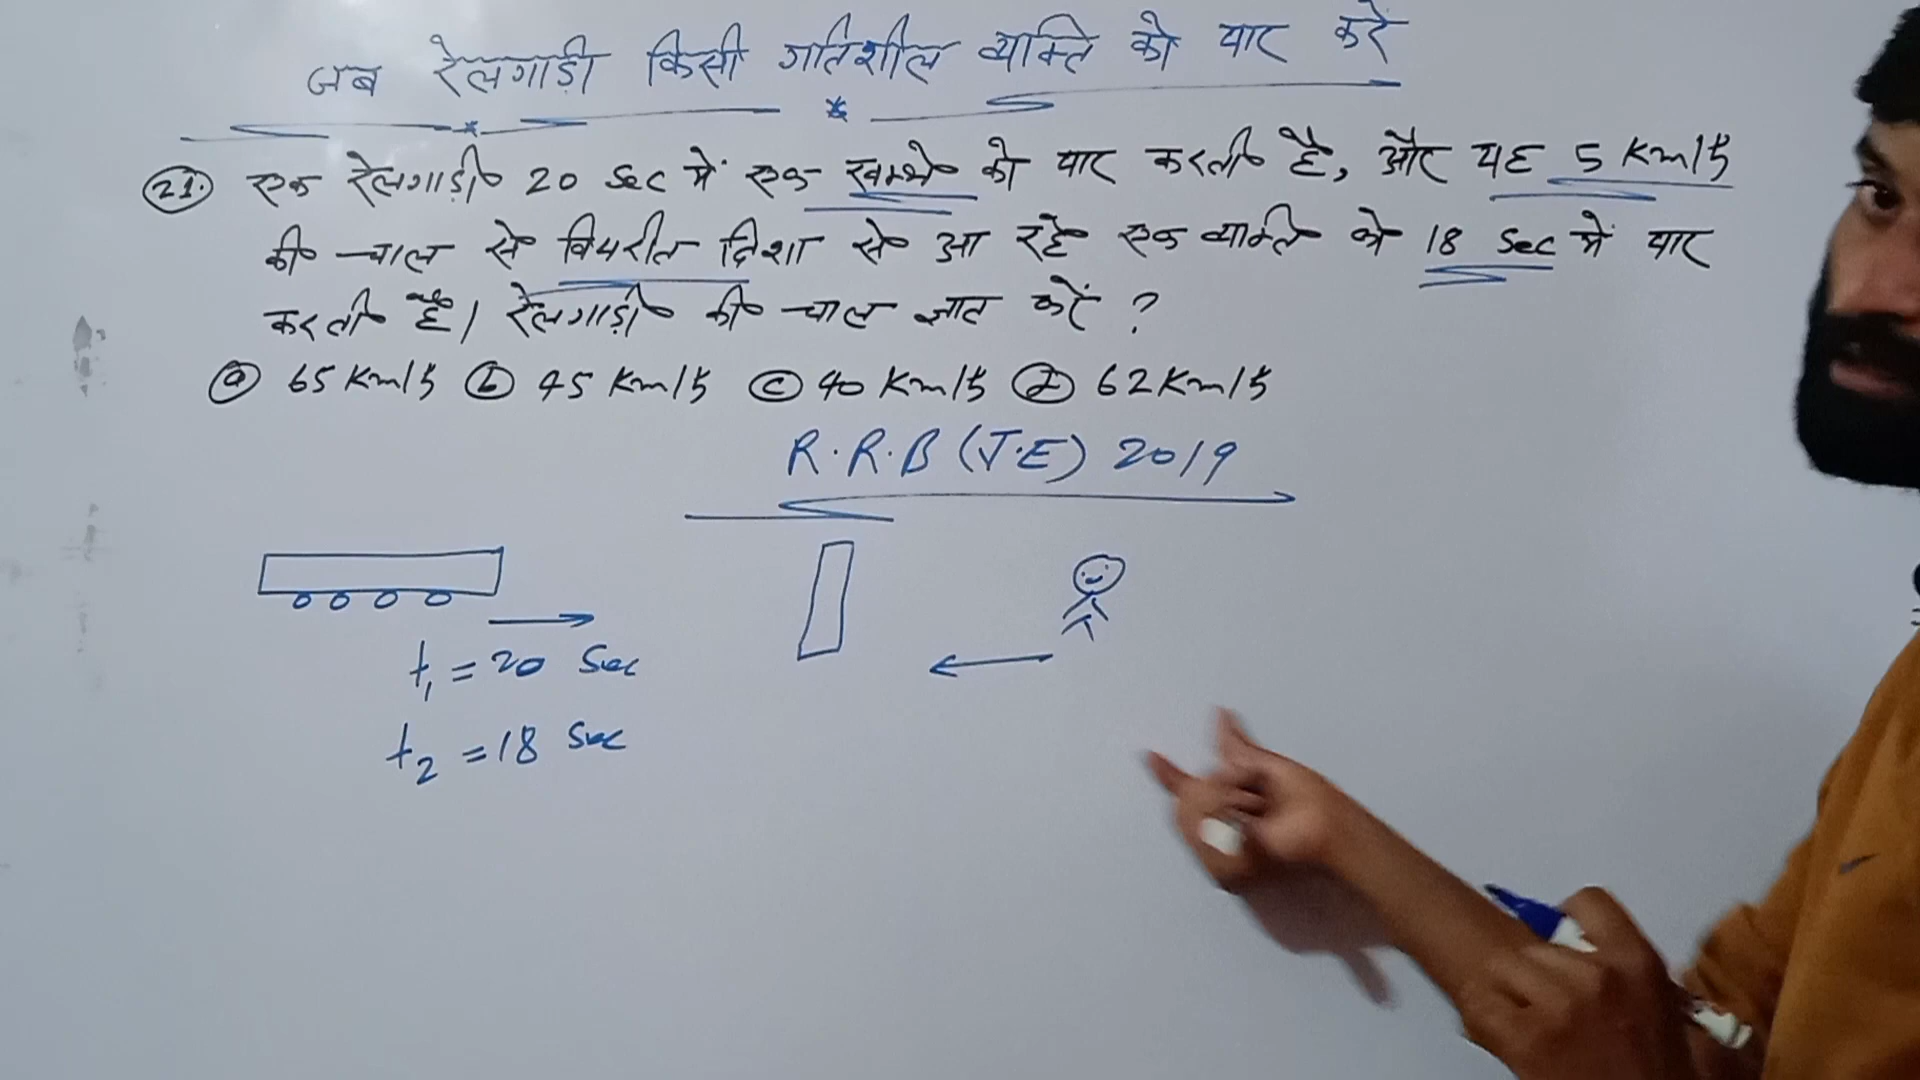 जब रेलगाड़ी किसी गतिशील व्यक्ति को पार करे
21. एक रेलगाड़ी 20 Sec में एक खम्भे को पार करती है, और यह 5 Km/h
की चाल से विपरीत दिशा से आ रहे एक व्यक्ति को 18 Sec में पार
करती है। रेलगाड़ी की चाल ज्ञात करें ?
(a) 65 Km/h (b) 45 Km/h (c) 40 Km/h (d) 62 Km/h
R.R.B (J.E) 2019
t₁ = 20 Sec
t₂ = 18 Sec